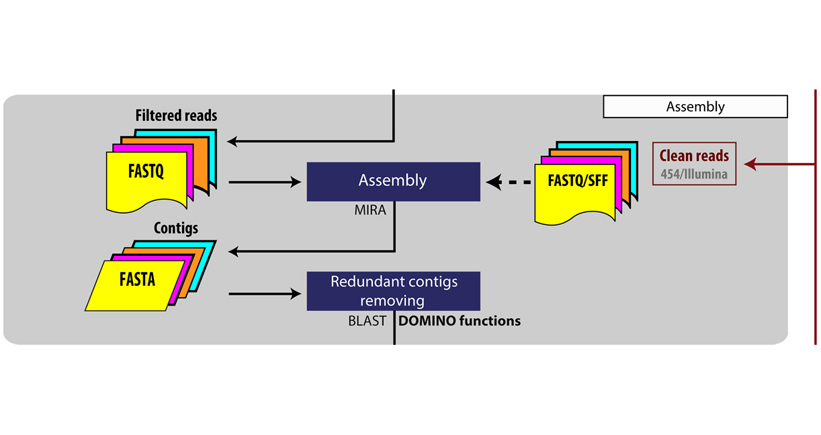 Assembly
Filtered reads
FASTQ
Assembly
MIRA
FASTQ/SFF
Clean reads
454/Illumina
Contigs
FASTA
Redundant contigs
removing
BLAST
DOMINO functions